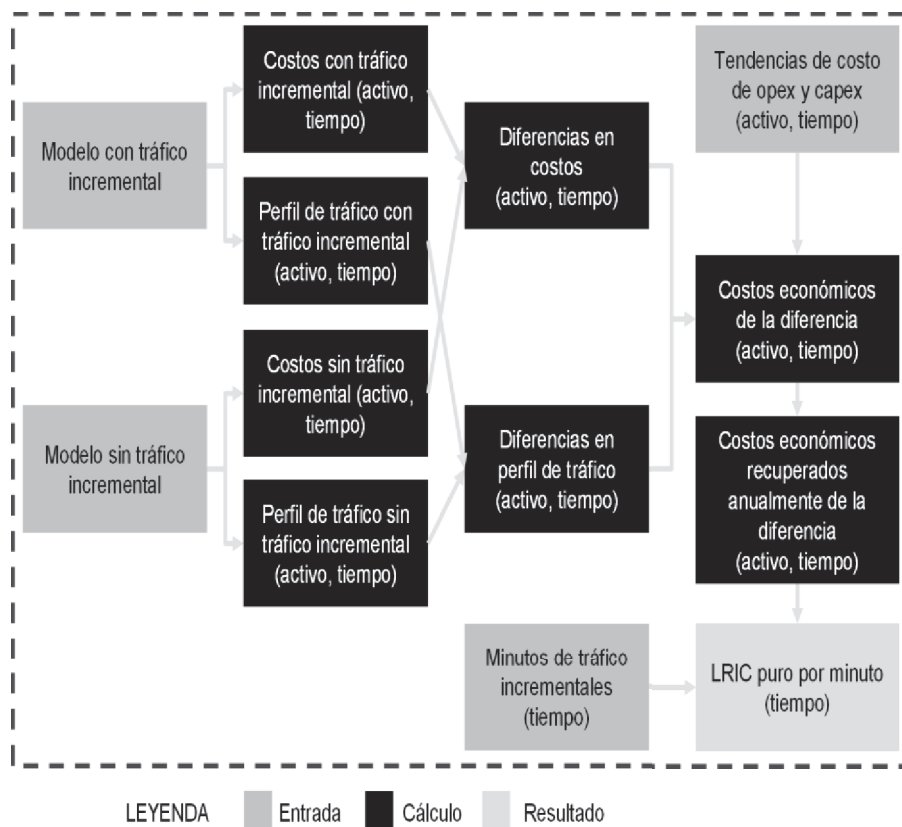 Modelo con tráfico
incremental
Costos con tráfico
incremental (activo,
tiempo)
Perfil de tráfico con
tráfico incremental
(activo, tiempo)
Modelo sin tráfico
incremental
Costos sin tráfico
incremental (activo,
tiempo)
Perfil de tráfico sin
tráfico incremental
(activo, tiempo)
Diferencias en
costos
(activo, tiempo)
Diferencias en
perfil de tráfico
(activo, tiempo)
Tendencias de costo
de opex y capex
(activo, tiempo)
Costos económicos
de la diferencia
(activo, tiempo)
Costos económicos
recuperados
anualmente de la
diferencia
(activo, tiempo)
Minutos de tráfico
incrementales
(tiempo)
LRIC puro por minuto
(tiempo)
LEYENDA Entrada Cálculo Resultado